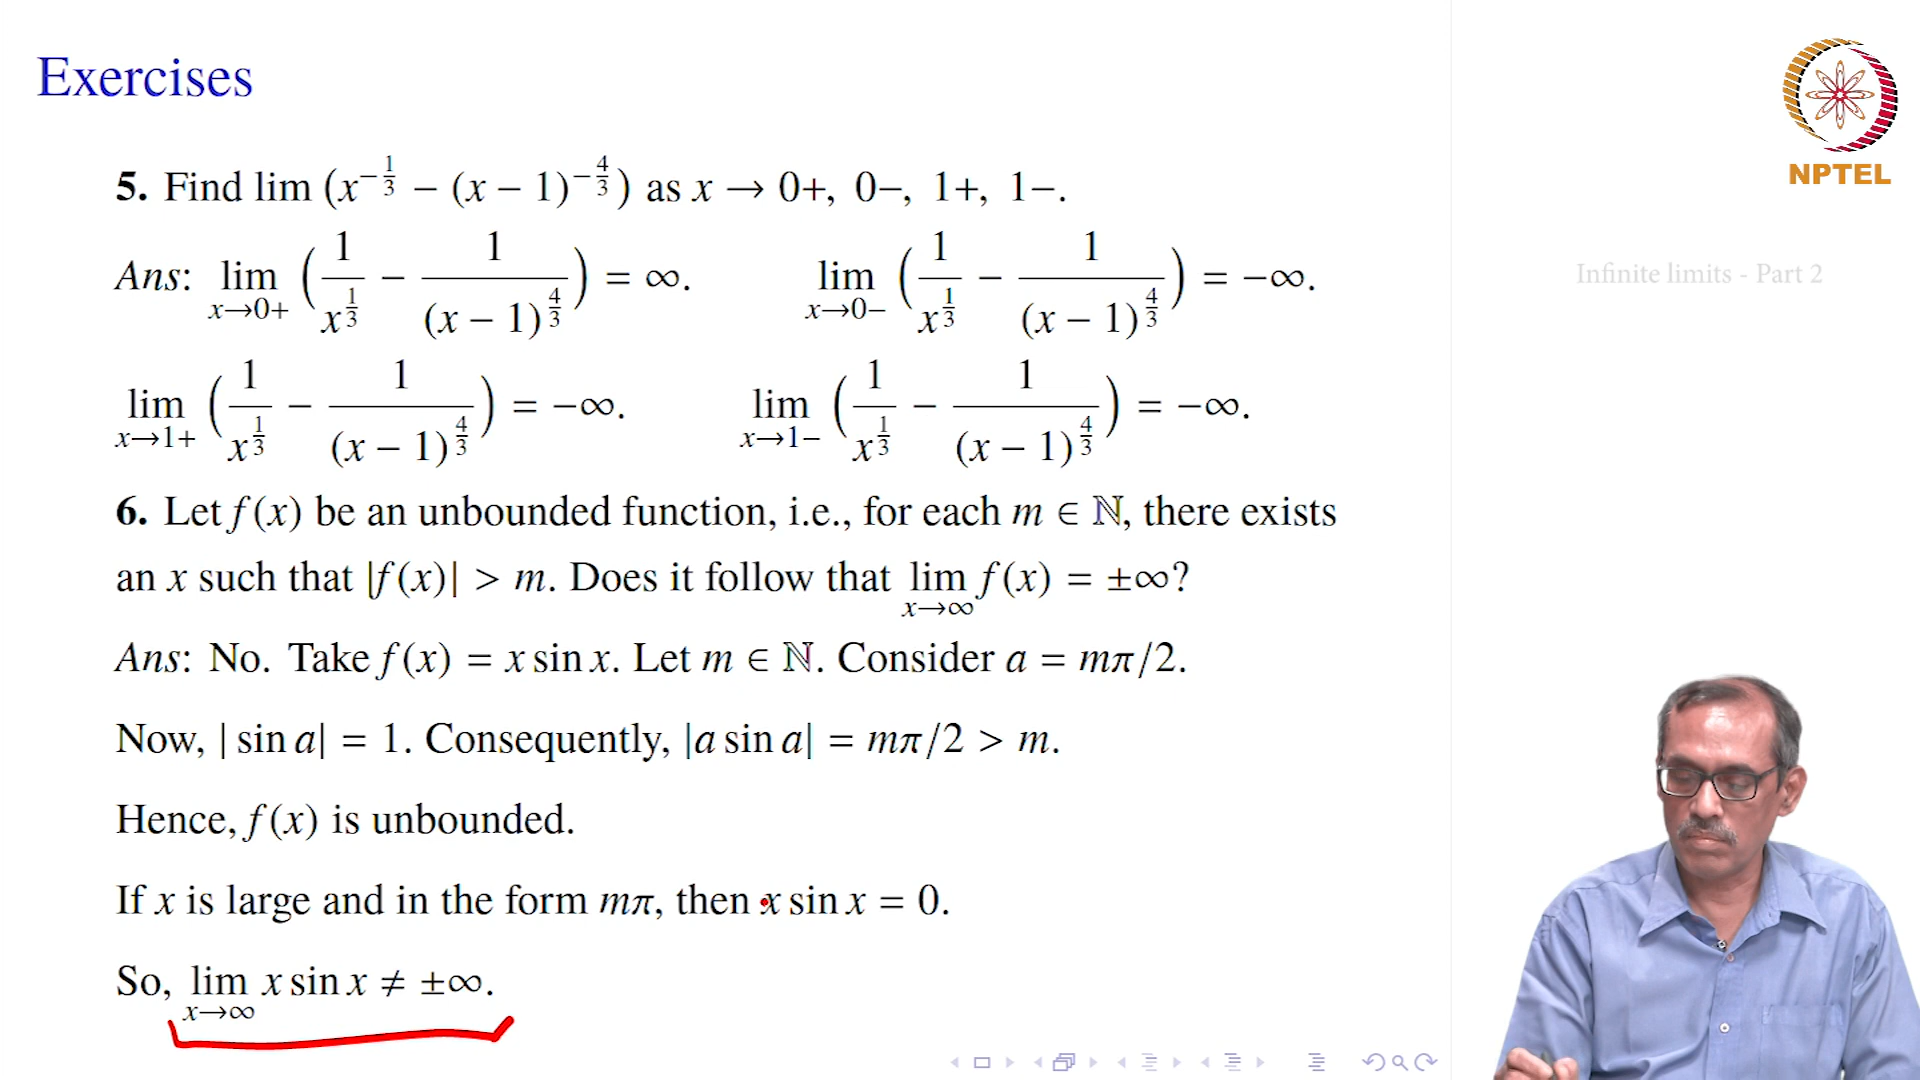 Exercises
NPTEL
Infinite limits - Part 2
5. Find lim (x^{-1/3} − (x − 1)^{-4/3}) as x → 0+, 0−, 1+, 1−.
Ans: lim_{x→0+} (1/x^{1/3} − 1/(x − 1)^{4/3}) = ∞. lim_{x→0−} (1/x^{1/3} − 1/(x − 1)^{4/3}) = −∞.
lim_{x→1+} (1/x^{1/3} − 1/(x − 1)^{4/3}) = −∞. lim_{x→1−} (1/x^{1/3} − 1/(x − 1)^{4/3}) = −∞.
6. Let f(x) be an unbounded function, i.e., for each m ∈ ℕ, there exists
an x such that |f(x)| > m. Does it follow that lim_{x→∞} f(x) = ±∞?
Ans: No. Take f(x) = x sin x. Let m ∈ ℕ. Consider a = mπ/2.
Now, | sin a| = 1. Consequently, |a sin a| = mπ/2 > m.
Hence, f(x) is unbounded.
If x is large and in the form mπ, then x sin x = 0.
So, lim_{x→∞} x sin x ≠ ±∞.